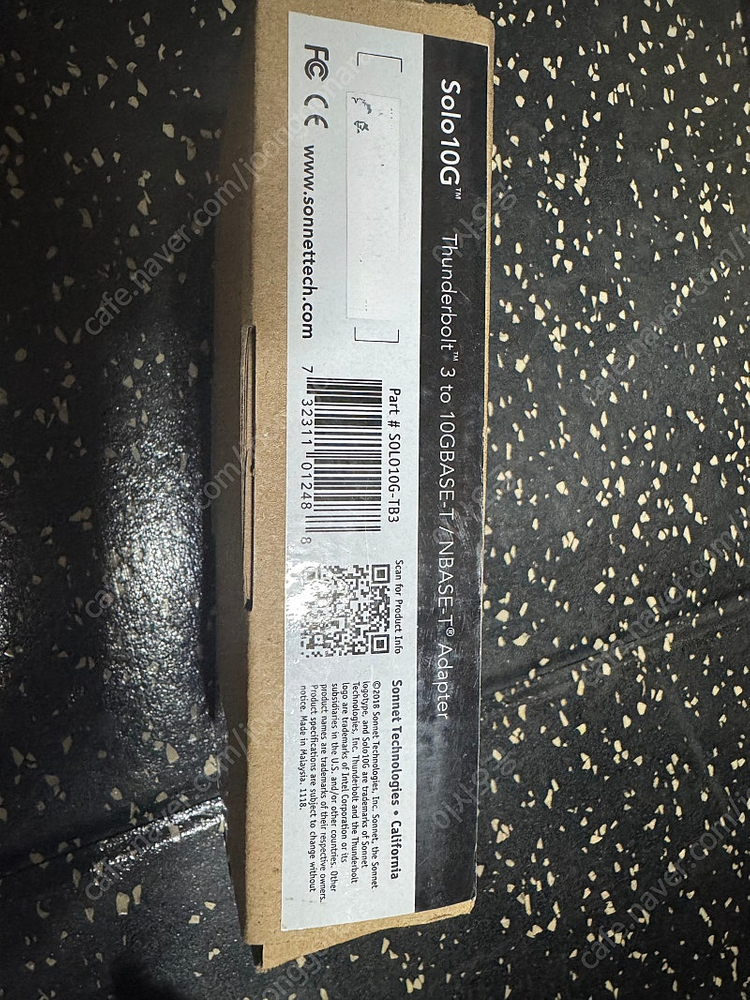 Solo10G™ Thunderbolt™ 3 to 10GBASE-T / NBASE-T® Adapter
FC CE www.sonnettech.com
Part # SOLO10G-TB3
7 32311 01248 8
Scan for Product Info
Sonnet Technologies • California
©2018 Sonnet Technologies, Inc. Sonnet, the Sonnet
logotype, and Solo10G are trademarks of Sonnet
Technologies, Inc. Thunderbolt and the Thunderbolt
logo are trademarks of Intel Corporation or its
subsidiaries in the U.S. and/or other countries. Other
product names are trademarks of their respective owners.
Product specifications are subject to change without
notice. Made in Malaysia. 1118.
cafe.naver.com/joonggonara